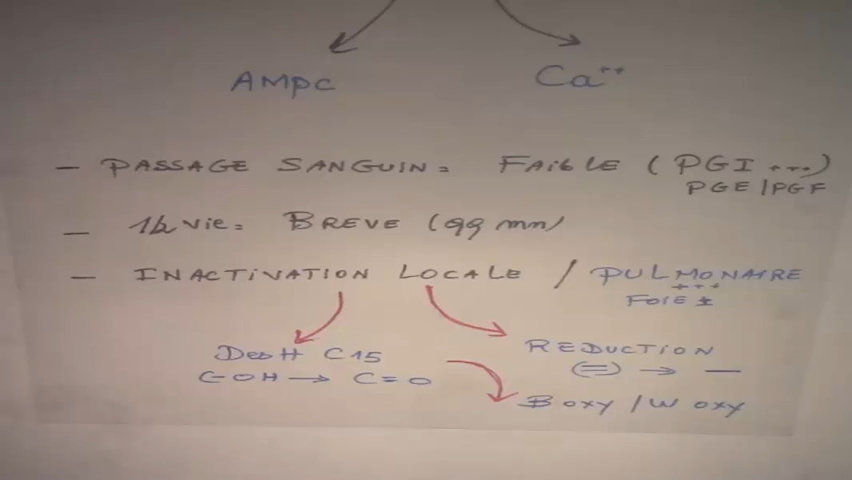 AMPC Ca++
- PASSAGE SANGUIN = FAIBLE (PGI +++)
PGE/PGF
- 1/2 Vie = BREVE (qq mn)
- INACTIVATION LOCALE / PULMONAIRE
+++
FOIE ±
DesH C15
C-OH → C=O
REDUCTION
(=) → —
B OXY / W OXY